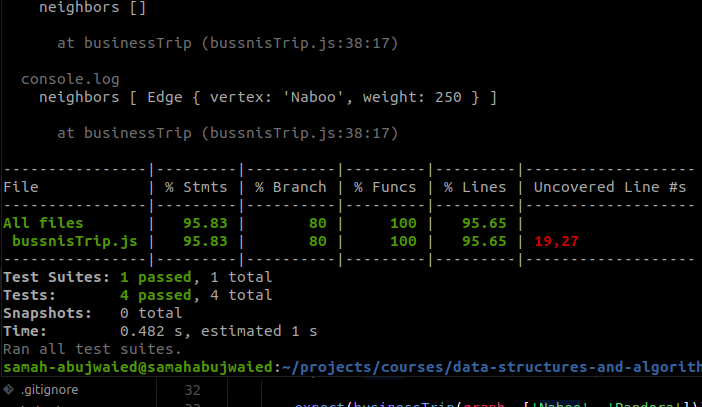 neighbors []
at businessTrip (bussnisTrip.js:38:17)
console.log
neighbors [ Edge { vertex: 'Naboo', weight: 250 } ]
at businessTrip (bussnisTrip.js:38:17)
----------------|---------|----------|---------|---------|-------------------
File            | % Stmts | % Branch | % Funcs | % Lines | Uncovered Line #s
----------------|---------|----------|---------|---------|-------------------
All files       |   95.83 |       80 |     100 |   95.65 |
bussnisTrip.js |   95.83 |       80 |     100 |   95.65 | 19,27
----------------|---------|----------|---------|---------|-------------------
Test Suites: 1 passed, 1 total
Tests:       4 passed, 4 total
Snapshots:   0 total
Time:        0.482 s, estimated 1 s
Ran all test suites.
samah-abujwaied@samahabujwaied:~/projects/courses/data-structures-and-algorith
.gitignore 32
expect(businessTrip(graph, ['Naboo', 'Pandora'])